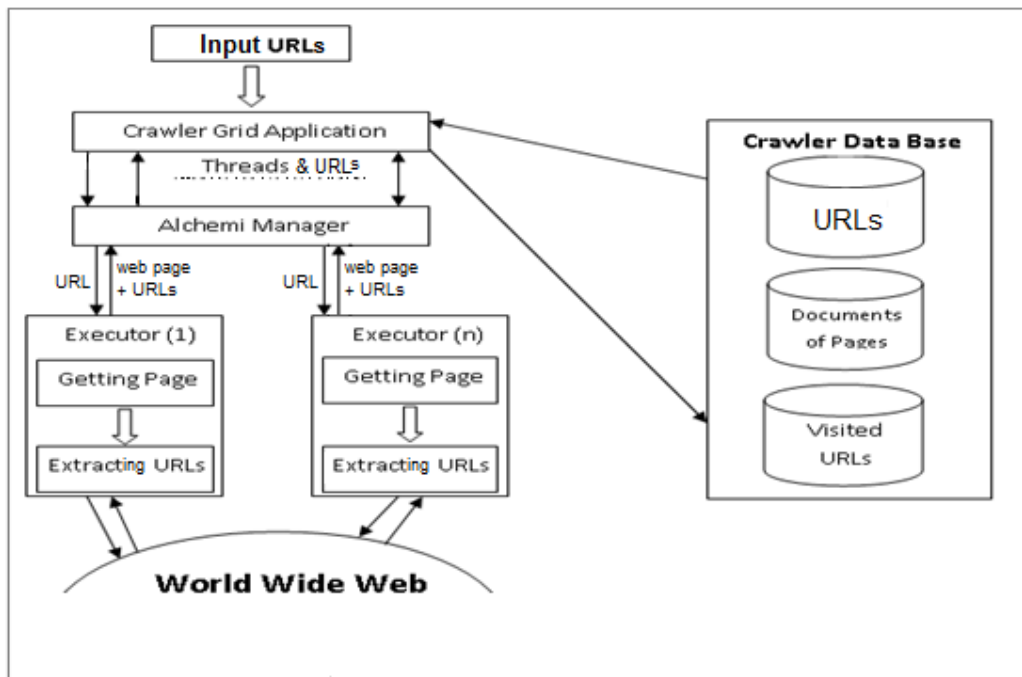 Input URLs
Crawler Grid Application
Threads & URLs
Alchemi Manager
URL
web page
+ URLs
URL
web page
+ URLs
Executor (1)
Getting Page
Extracting URLs
Executor (n)
Getting Page
Extracting URLs
World Wide Web
Crawler Data Base
URLs
Documents
of Pages
Visited
URLs